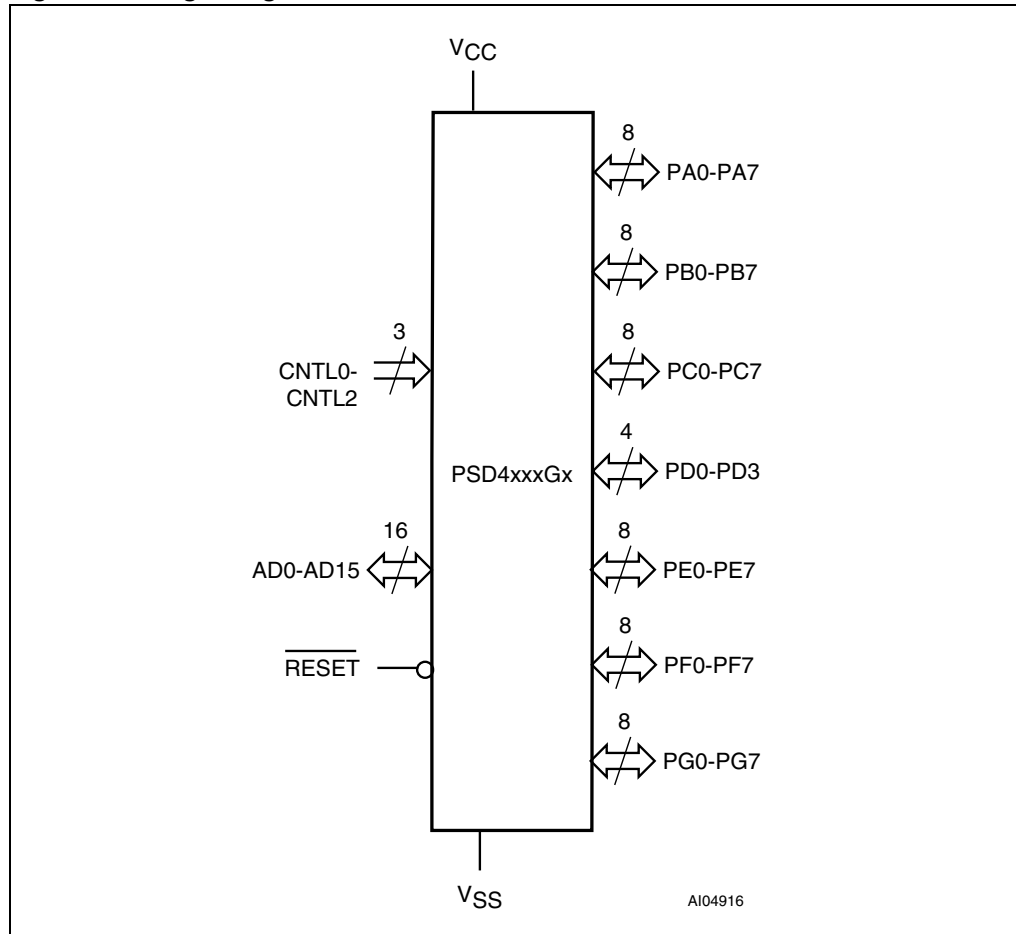 VCC
8
PA0-PA7
8
PB0-PB7
3
CNTL0-
CNTL2
8
PC0-PC7
4
PSD4xxxGx
PD0-PD3
16
AD0-AD15
8
PE0-PE7
8
RESET
PF0-PF7
8
PG0-PG7
VSS
AI04916